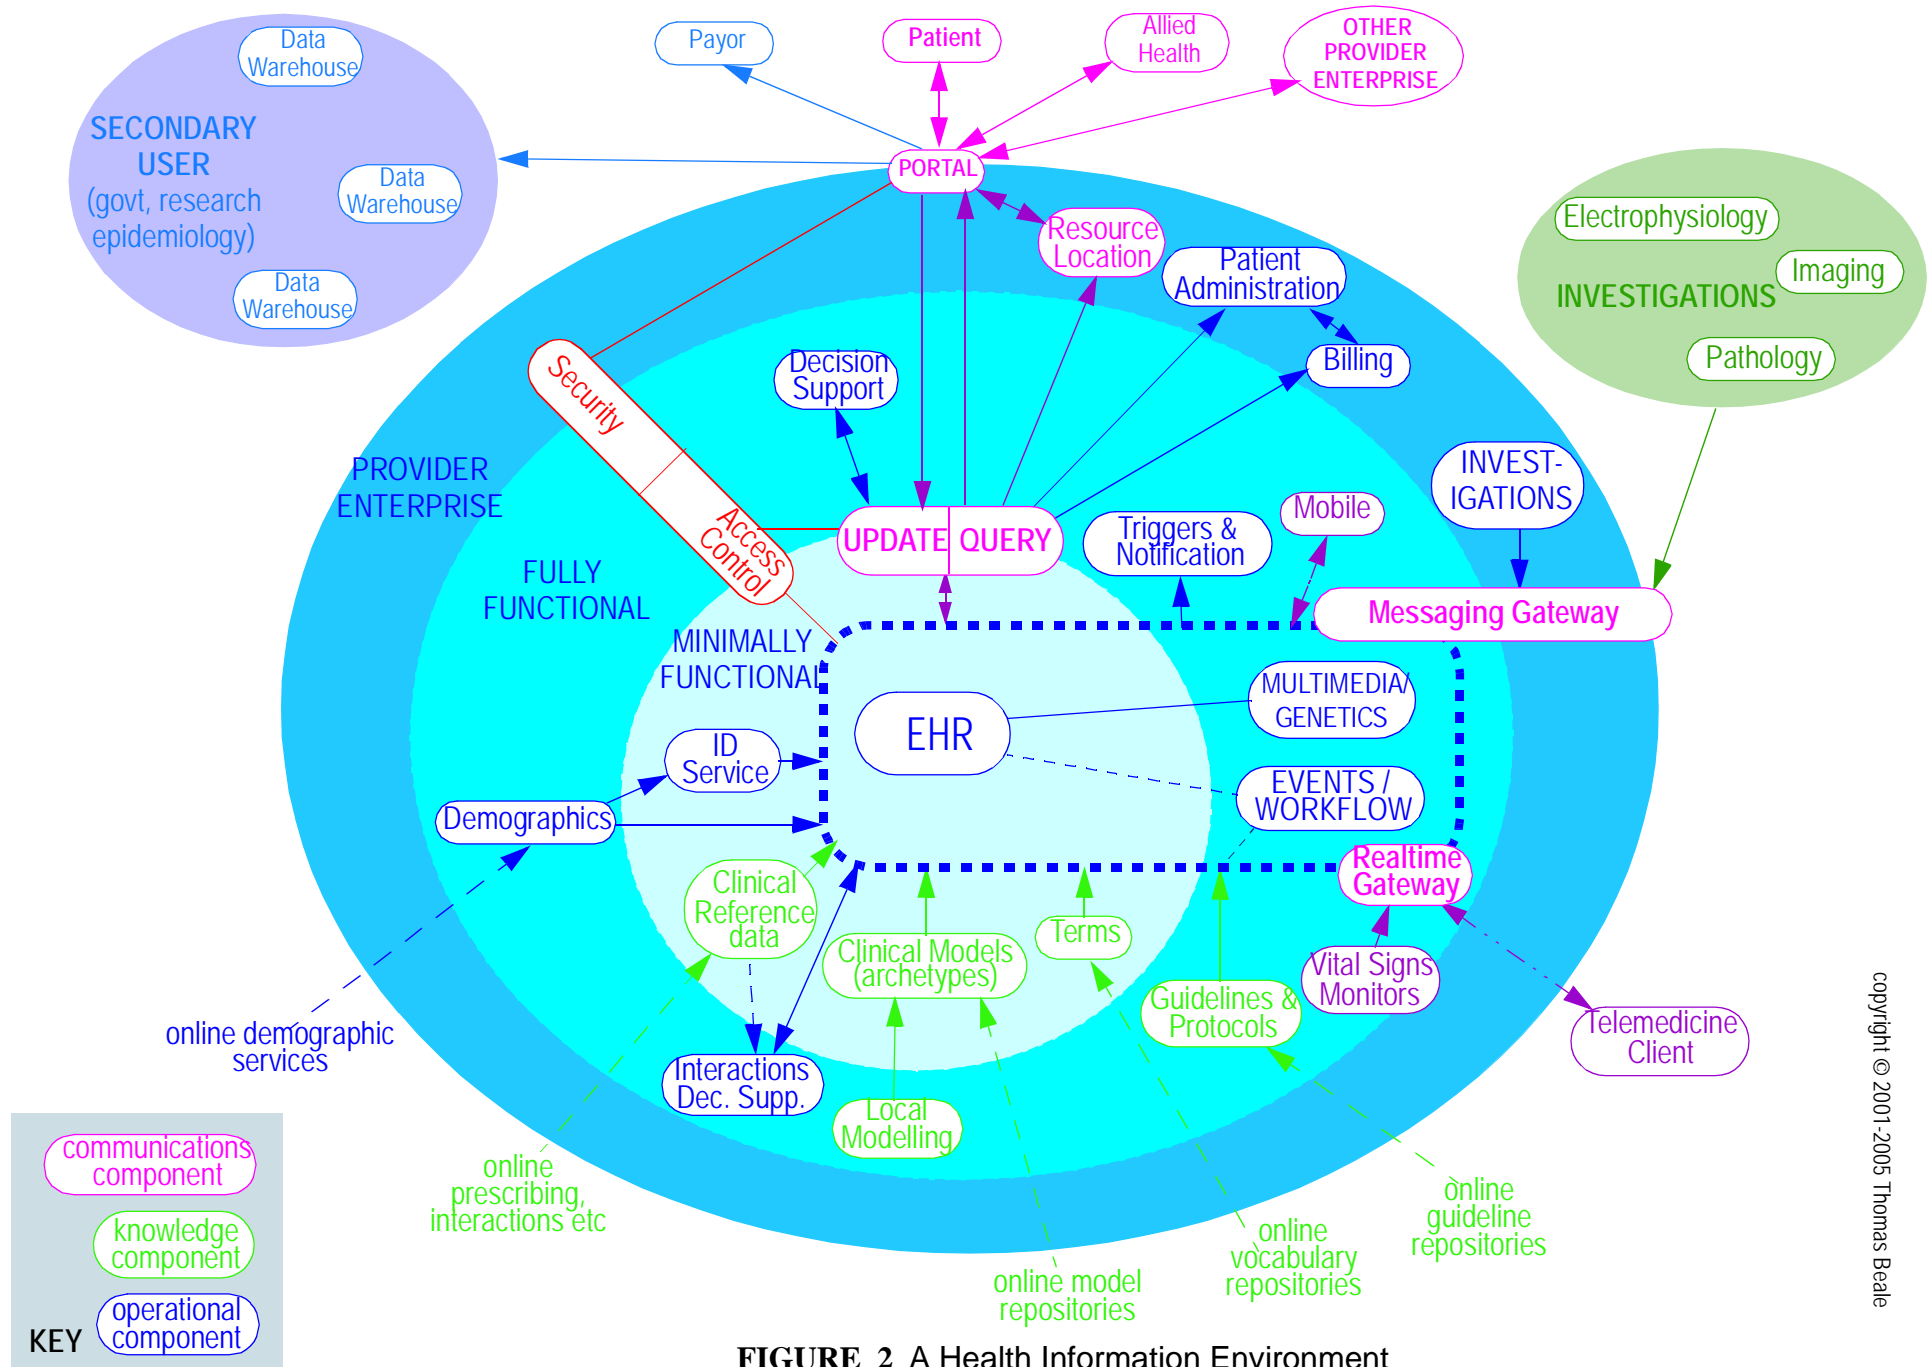 Data
Warehouse
Payor
Patient
Allied
Health
OTHER
PROVIDER
ENTERPRISE
SECONDARY
USER
(govt, research
epidemiology)
Data
Warehouse
Data
Warehouse
PORTAL
Resource
Location
Patient
Administration
Billing
Electrophysiology
Imaging
INVESTIGATIONS
Pathology
Decision
Support
Security
Access
Control
PROVIDER
ENTERPRISE
FULLY
FUNCTIONAL
MINIMALLY
FUNCTIONAL
UPDATE QUERY
Triggers &
Notification
Mobile
INVEST-
IGATIONS
Messaging Gateway
EHR
MULTIMEDIA/
GENETICS
EVENTS /
WORKFLOW
ID
Service
Demographics
Clinical
Reference
data
Clinical Models
(archetypes)
Terms
Guidelines &
Protocols
Realtime
Gateway
Vital Signs
Monitors
Telemedicine
Client
online demographic
services
Interactions
Dec. Supp.
Local
Modelling
online
prescribing,
interactions etc
online model
repositories
online
vocabulary
repositories
online
guideline
repositories
copyright © 2001-2005 Thomas Beale
communications
component
knowledge
component
operational
component
KEY
FIGURE 2 A Health Information Environment